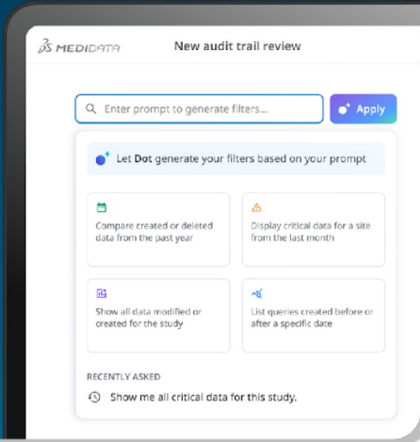 MEDIDATA
New audit trail review
Enter prompt to generate filters...
Apply
Let Dot generate your filters based on your prompt
Compare created or deleted
data from the past year
Display critical data for a site
from the last month
Show all data modified or
created for the study
List queries created before or
after a specific date
RECENTLY ASKED
Show me all critical data for this study.